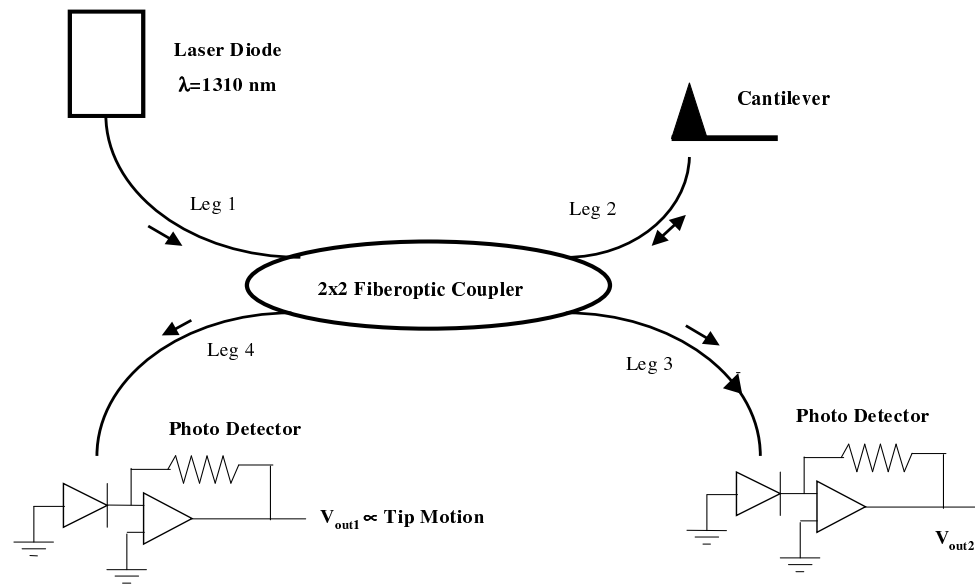 Laser Diode
λ=1310 nm
Cantilever
Leg 1
Leg 2
2x2 Fiberoptic Coupler
Leg 4
Leg 3
Photo Detector
Photo Detector
Vout1 ∝ Tip Motion
Vout2